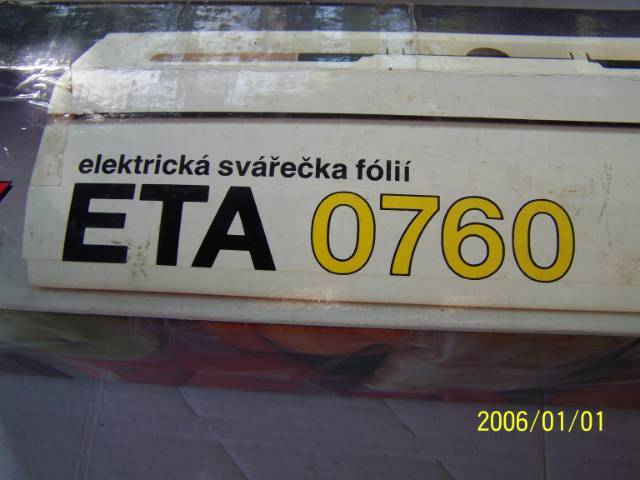 elektrická svářečka fólií
ETA 0760
2006/01/01